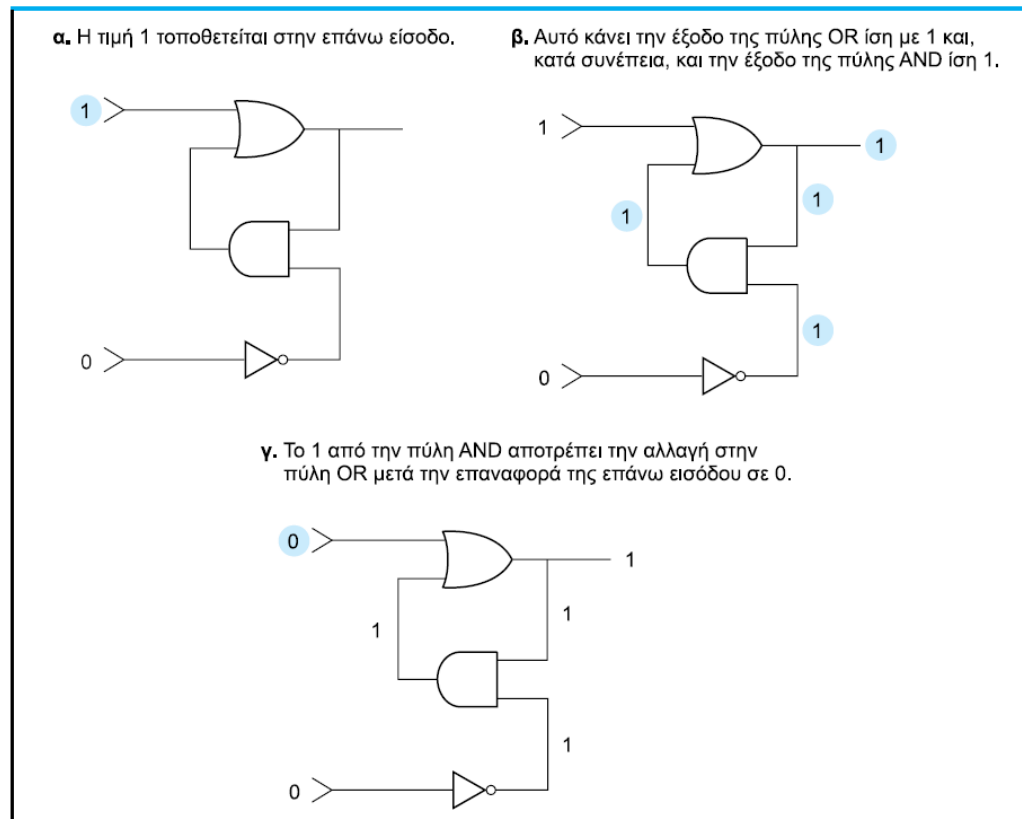 α. Η τιμή 1 τοποθετείται στην επάνω είσοδο.
1
0
β. Αυτό κάνει την έξοδο της πύλης OR ίση με 1 και,
κατά συνέπεια, και την έξοδο της πύλης AND ίση 1.
1
1
1
1
1
0
γ. Το 1 από την πύλη AND αποτρέπει την αλλαγή στην
πύλη OR μετά την επαναφορά της επάνω εισόδου σε 0.
0
1
1
1
1
0